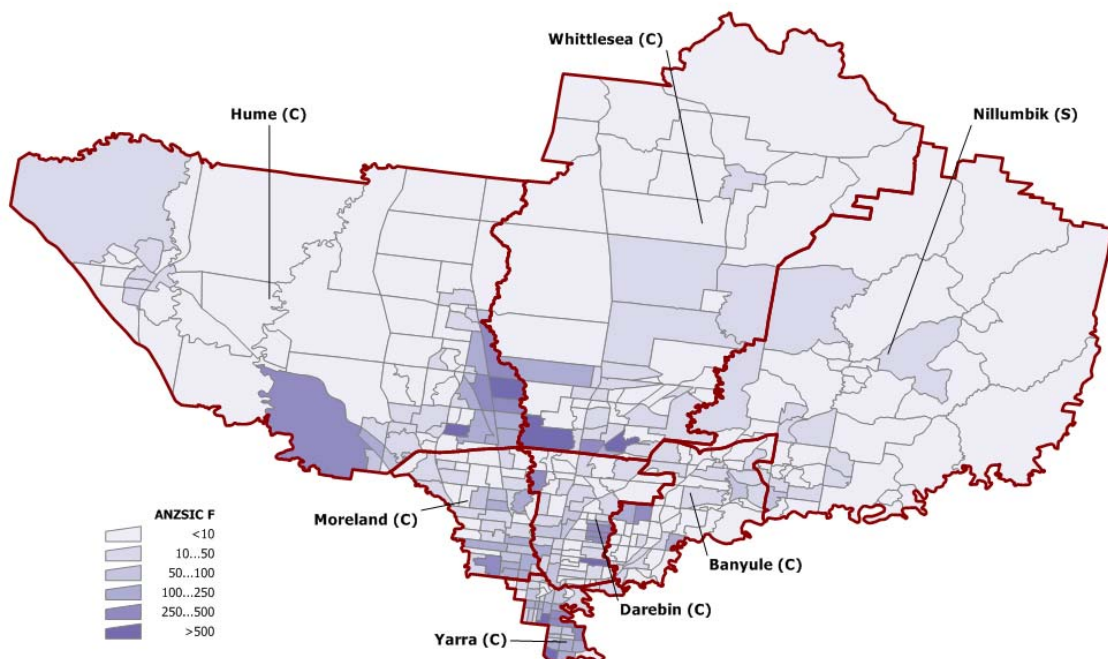 Whittlesea (C)
Hume (C)
Nillumbik (S)
Moreland (C)
Banyule (C)
Darebin (C)
Yarra (C)
ANZSIC F
<10
10...50
50...100
100...250
250...500
>500